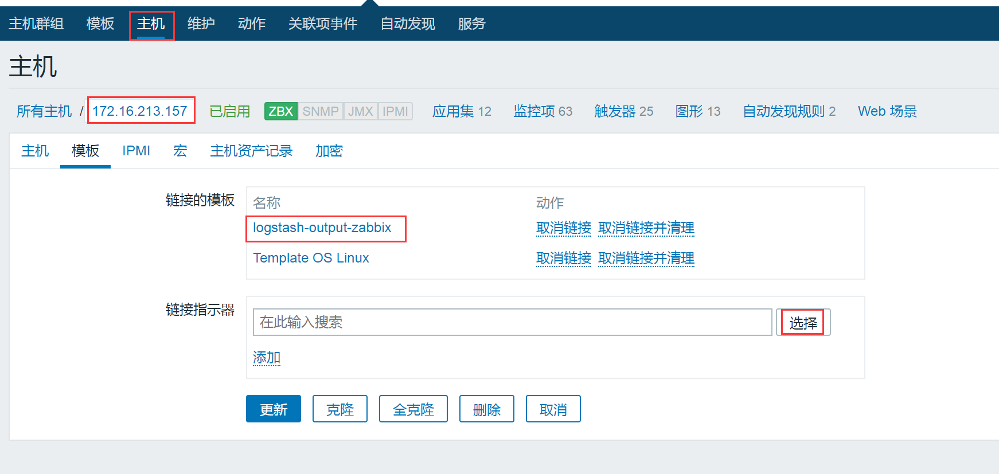 主机群组 模板 主机 维护 动作 关联项事件 自动发现 服务
主机
所有主机 / 172.16.213.157 已启用 ZBX SNMP JMX IPMI 应用集 12 监控项 63 触发器 25 图形 13 自动发现规则 2 Web 场景
主机 模板 IPMI 宏 主机资产记录 加密
链接的模板 名称 动作
logstash-output-zabbix 取消链接 取消链接并清理
Template OS Linux 取消链接 取消链接并清理
链接指示器
在此输入搜索 选择
添加
更新 克隆 全克隆 删除 取消